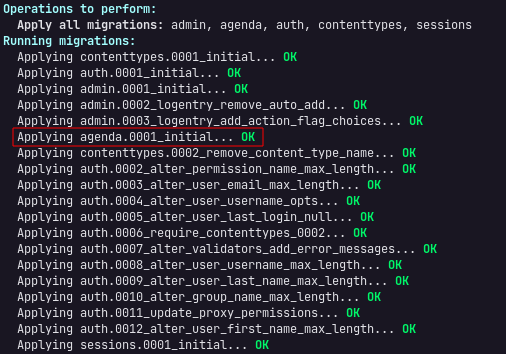 Operations to perform:
Apply all migrations: admin, agenda, auth, contenttypes, sessions
Running migrations:
Applying contenttypes.0001_initial... OK
Applying auth.0001_initial... OK
Applying admin.0001_initial... OK
Applying admin.0002_logentry_remove_auto_add... OK
Applying admin.0003_logentry_add_action_flag_choices... OK
Applying agenda.0001_initial... OK
Applying contenttypes.0002_remove_content_type_name... OK
Applying auth.0002_alter_permission_name_max_length... OK
Applying auth.0003_alter_user_email_max_length... OK
Applying auth.0004_alter_user_username_opts... OK
Applying auth.0005_alter_user_last_login_null... OK
Applying auth.0006_require_contenttypes_0002... OK
Applying auth.0007_alter_validators_add_error_messages... OK
Applying auth.0008_alter_user_username_max_length... OK
Applying auth.0009_alter_user_last_name_max_length... OK
Applying auth.0010_alter_group_name_max_length... OK
Applying auth.0011_update_proxy_permissions... OK
Applying auth.0012_alter_user_first_name_max_length... OK
Applying sessions.0001_initial... OK